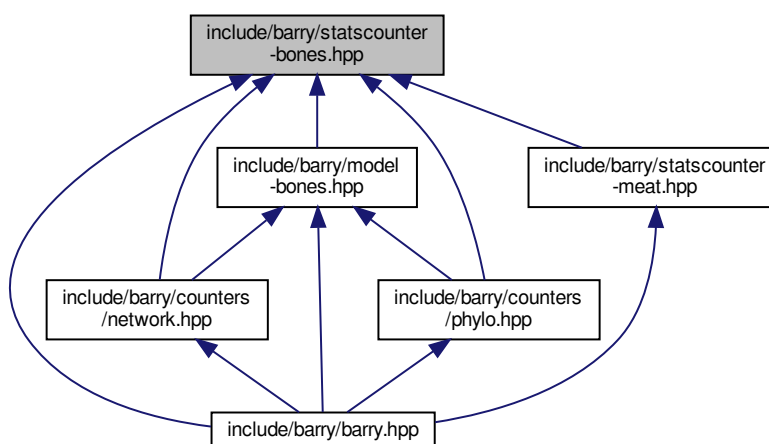 include/barry/statscounter
-bones.hpp
include/barry/model
-bones.hpp
include/barry/statscounter
-meat.hpp
include/barry/counters
/network.hpp
include/barry/counters
/phylo.hpp
include/barry/barry.hpp